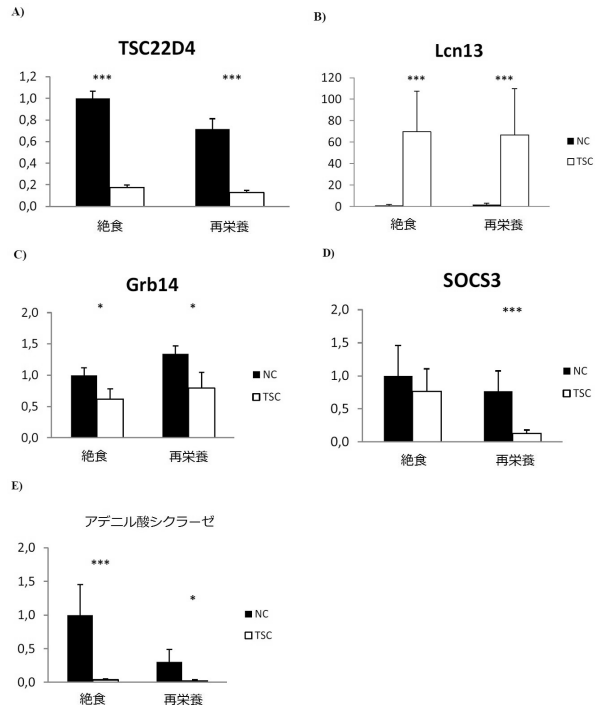 A)
TSC22D4
***
***
1,2
1,0
0,8
0,6
0,4
0,2
0,0
絶食
再栄養
B)
Lcn13
***
***
120
100
80
60
40
20
0
NC
TSC
絶食
再栄養
C)
Grb14
*
*
2,0
1,5
1,0
0,5
0,0
NC
TSC
絶食
再栄養
D)
SOCS3
***
2,0
1,5
1,0
0,5
0,0
NC
TSC
絶食
再栄養
E)
アデニル酸シクラーゼ
***
*
2,0
1,5
1,0
0,5
0,0
NC
TSC
絶食
再栄養